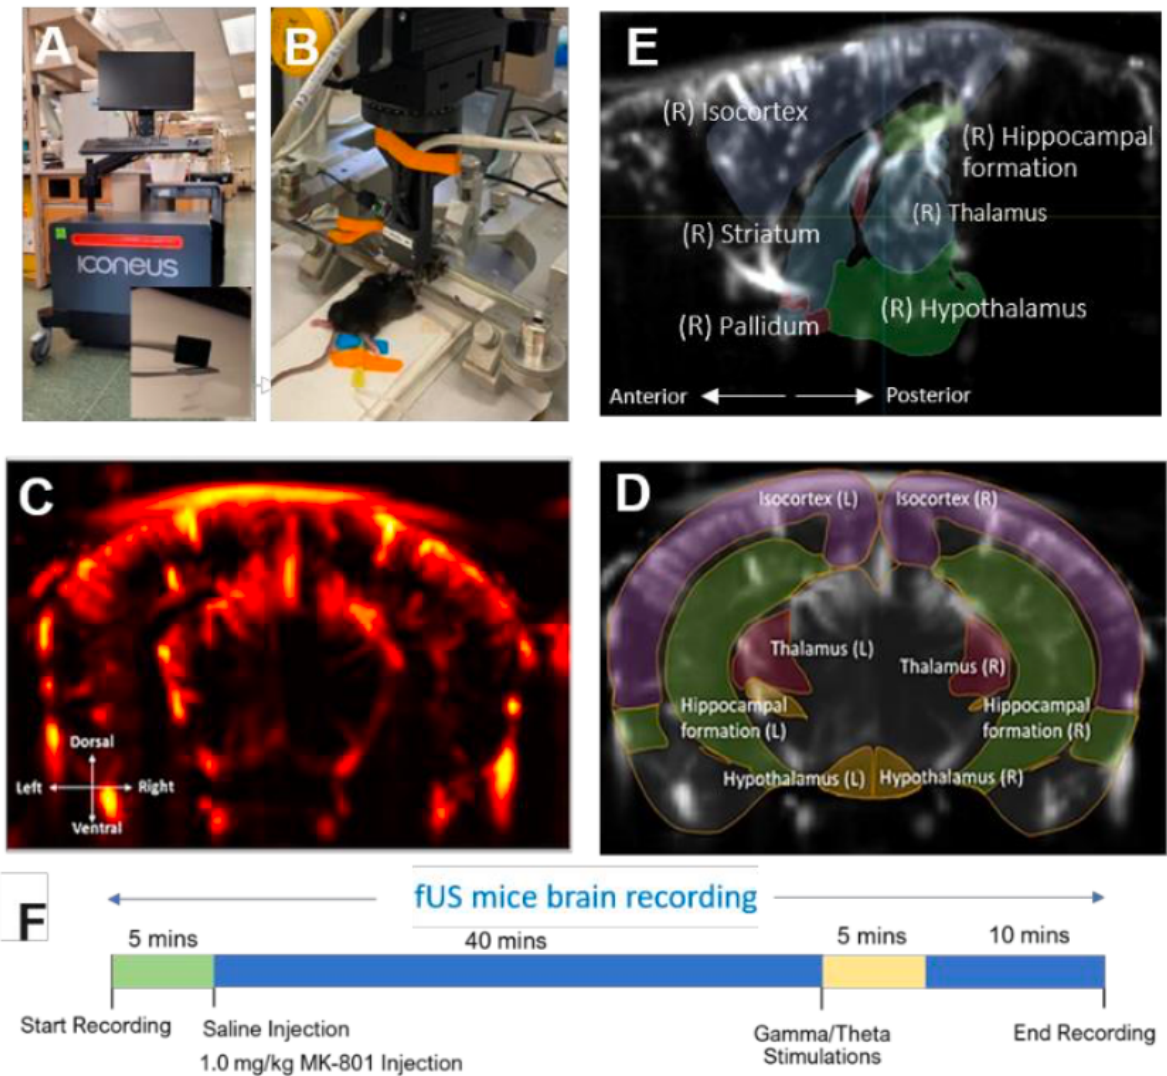 A
ICONEUS
B
E
(R) Isocortex
(R) Hippocampal
formation
(R) Thalamus
(R) Striatum
(R) Hypothalamus
(R) Pallidum
Anterior
Posterior
C
Dorsal
Left
Right
Ventral
D
Isocortex (L)
Isocortex (R)
Thalamus (L)
Thalamus (R)
Hippocampal
formation (L)
Hippocampal
formation (R)
Hypothalamus (L)
Hypothalamus (R)
F
fUS mice brain recording
5 mins
40 mins
5 mins
10 mins
Start Recording
Saline Injection
1.0 mg/kg MK-801 Injection
Gamma/Theta
Stimulations
End Recording